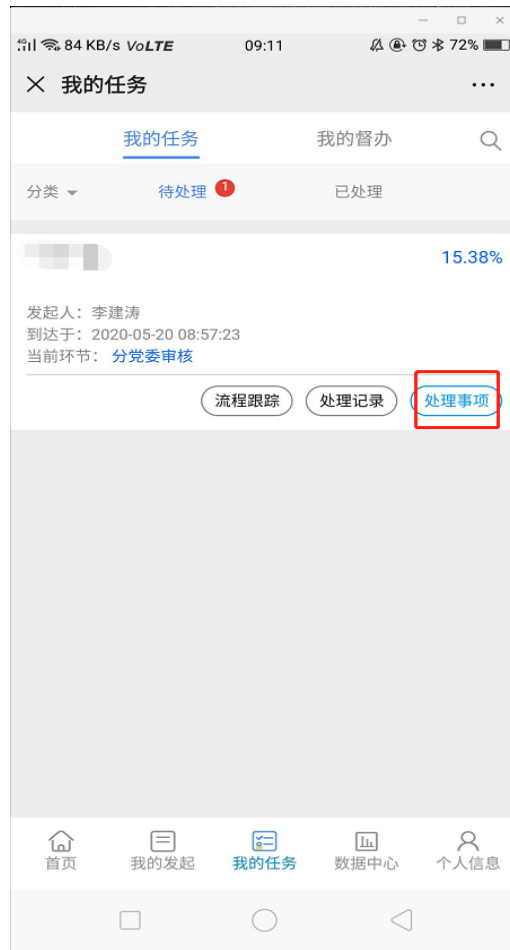 84 KB/s VoLTE 09:11 72%
我的任务
我的任务 我的督办
分类 待处理 1 已处理
15.38%
发起人：李建涛
到达于：2020-05-20 08:57:23
当前环节：分党委审核
流程跟踪 处理记录 处理事项
首页 我的发起 我的任务 数据中心 个人信息